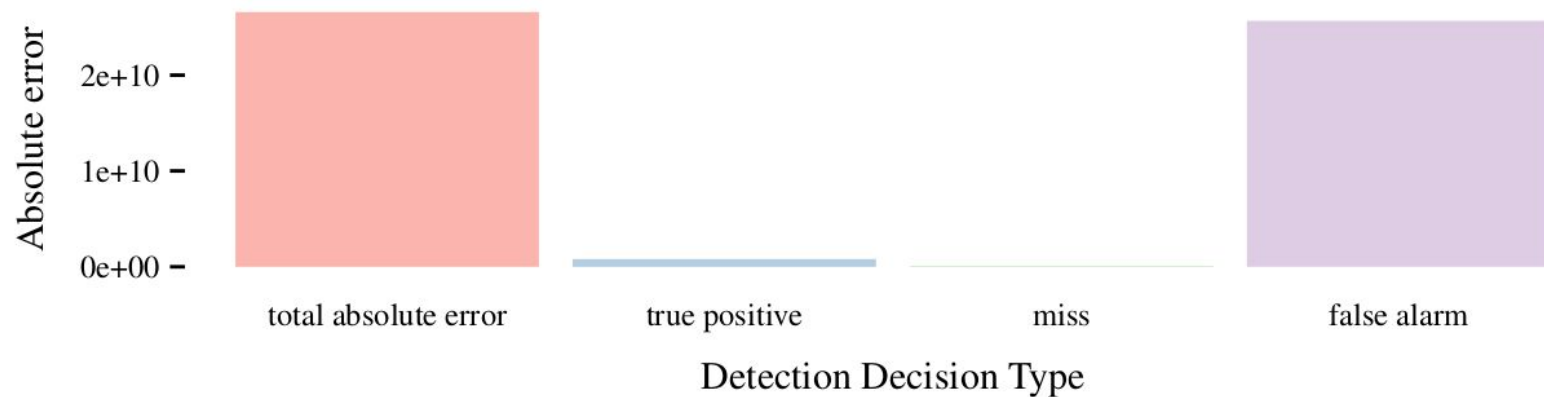 Absolute error
2e+10
1e+10
0e+00
total absolute error true positive miss false alarm
Detection Decision Type